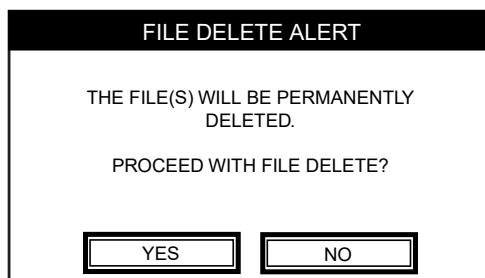 FILE DELETE ALERT
THE FILE(S) WILL BE PERMANENTLY
DELETED.
PROCEED WITH FILE DELETE?
YES
NO